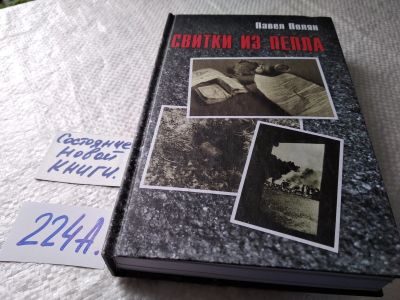 Павел Полян
СВИТКИ ИЗ ПЕПЛА
Состояние
новой
книги.
224А.